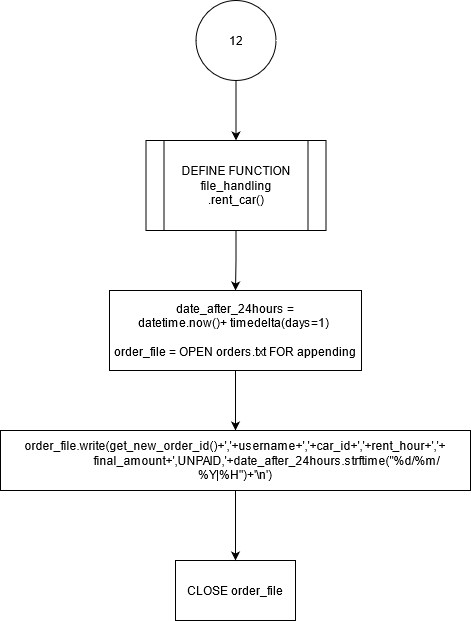 12
DEFINE FUNCTION
file_handling
.rent_car()
date_after_24hours =
datetime.now()+ timedelta(days=1)
order_file = OPEN orders.txt FOR appending
order_file.write(get_new_order_id()+','+username+','+car_id+','+rent_hour+','+
final_amount+',UNPAID,'+date_after_24hours.strftime("%d/%m/
%Y|%H")+'\n')
CLOSE order_file